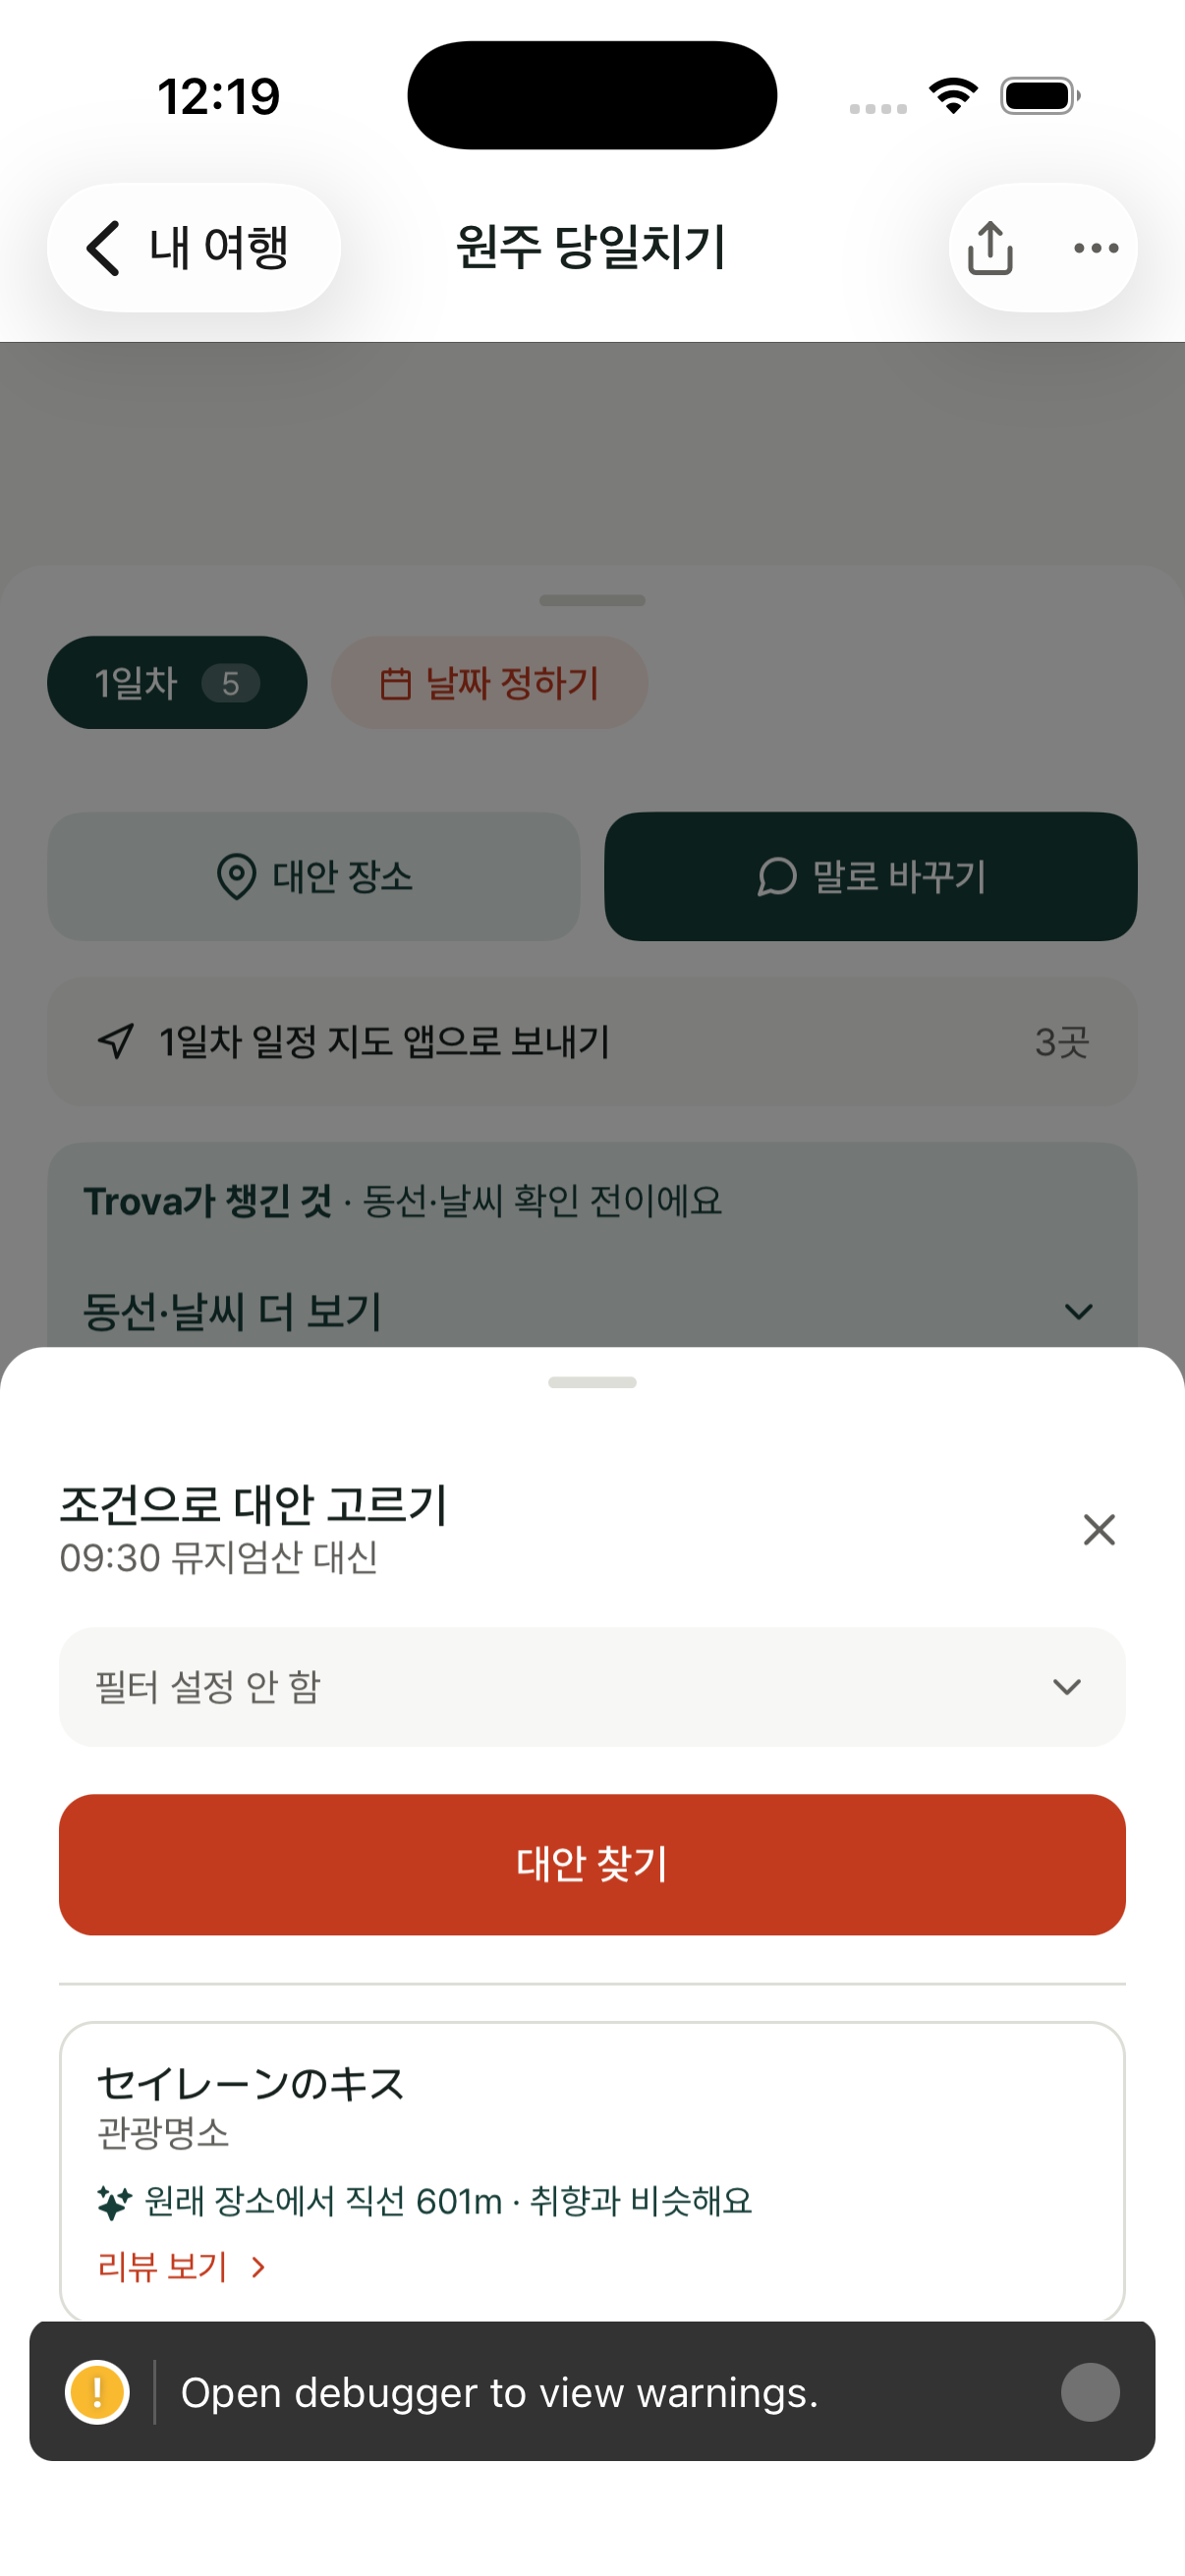 12:19
내 여행
원주 당일치기
1일차 5
날짜 정하기
대안 장소
말로 바꾸기
1일차 일정 지도 앱으로 보내기
3곳
Trova가 챙긴 것 · 동선·날씨 확인 전이에요
동선·날씨 더 보기
조건으로 대안 고르기
09:30 뮤지엄산 대신
필터 설정 안 함
대안 찾기
セイレーンのキス
관광명소
원래 장소에서 직선 601m · 취향과 비슷해요
리뷰 보기
Open debugger to view warnings.